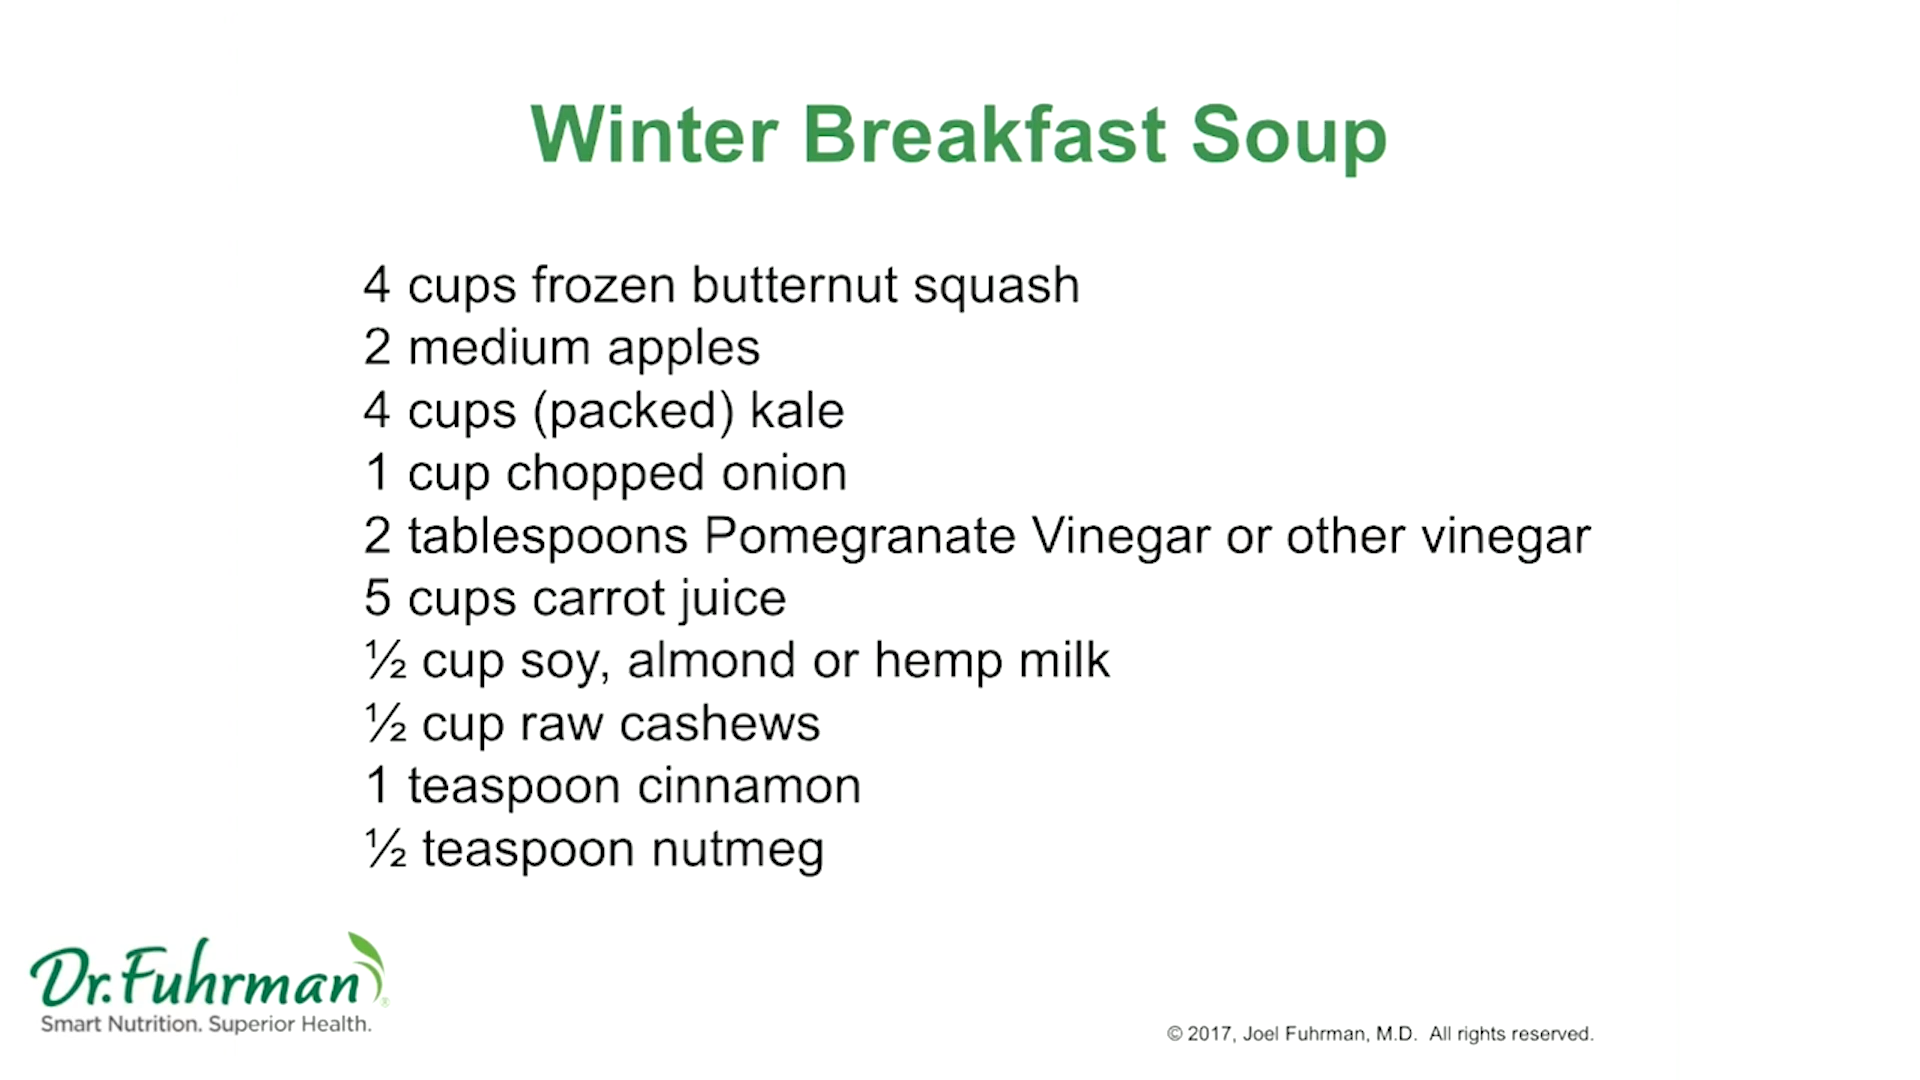 Winter Breakfast Soup
4 cups frozen butternut squash
2 medium apples
4 cups (packed) kale
1 cup chopped onion
2 tablespoons Pomegranate Vinegar or other vinegar
5 cups carrot juice
½ cup soy, almond or hemp milk
½ cup raw cashews
1 teaspoon cinnamon
½ teaspoon nutmeg
Dr. Fuhrman®
Smart Nutrition. Superior Health.
© 2017, Joel Fuhrman, M.D. All rights reserved.